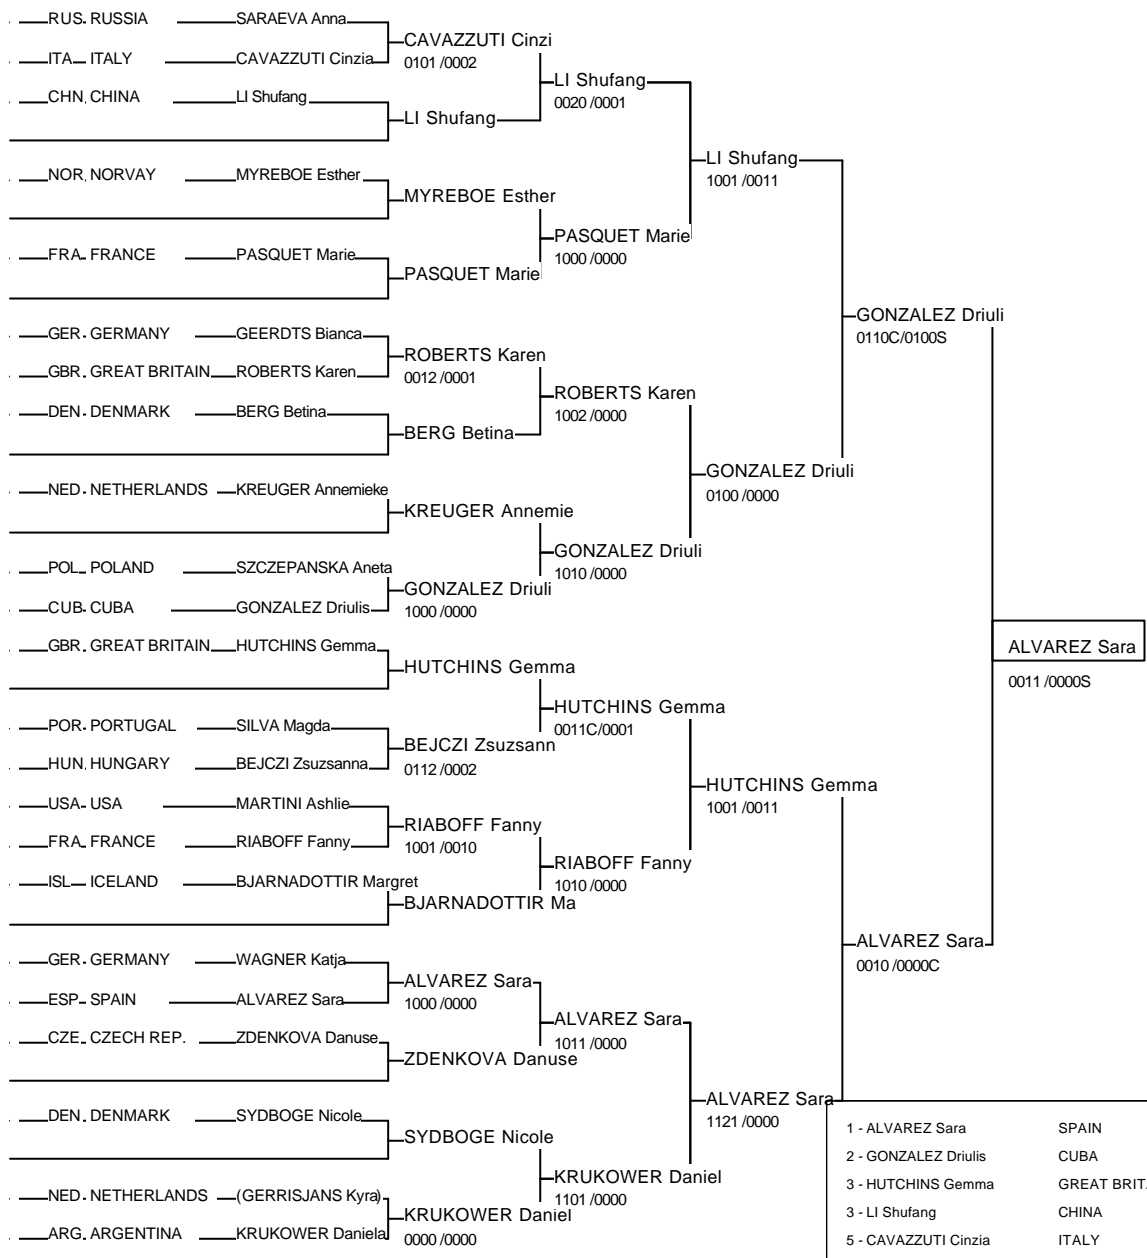 RUS. RUSSIA SARAEVA Anna
CAVAZZUTI Cinzi
ITA ITALY CAVAZZUTI Cinzia
0101 /0002
LI Shufang
CHN. CHINA LI Shufang
0020 /0001
LI Shufang
LI Shufang
NOR. NORVAY MYREBOE Esther
1001 /0011
MYREBOE Esther
PASQUET Marie
FRA. FRANCE PASQUET Marie
1000 /0000
PASQUET Marie
GONZALEZ Driuli
GER. GERMANY GEERDTS Bianca
0110C/0100S
ROBERTS Karen
GBR. GREAT BRITAIN ROBERTS Karen
0012 /0001
ROBERTS Karen
DEN. DENMARK BERG Betina
1002 /0000
BERG Betina
GONZALEZ Driuli
NED. NETHERLANDS KREUGER Annemieke
0100 /0000
KREUGER Annemie
GONZALEZ Driuli
POL. POLAND SZCZEPANSKA Aneta
1010 /0000
GONZALEZ Driuli
CUB. CUBA GONZALEZ Driulis
1000 /0000
GBR. GREAT BRITAIN HUTCHINS Gemma
ALVAREZ Sara
HUTCHINS Gemma
0011 /0000S
HUTCHINS Gemma
POR. PORTUGAL SILVA Magda
0011C/0001
BEJCZI Zsuzsann
HUN. HUNGARY BEJCZI Zsuzsanna
0112 /0002
HUTCHINS Gemma
USA. USA MARTINI Ashlie
1001 /0011
RIABOFF Fanny
FRA. FRANCE RIABOFF Fanny
1001 /0010
RIABOFF Fanny
ISL ICELAND BJARNADOTTIR Margret
1010 /0000
BJARNADOTTIR Ma
ALVAREZ Sara
GER. GERMANY WAGNER Katja
0010 /0000C
ALVAREZ Sara
ESP. SPAIN ALVAREZ Sara
1000 /0000
ALVAREZ Sara
CZE. CZECH REP. ZDENKOVA Danuse
1011 /0000
ZDENKOVA Danuse
ALVAREZ Sara
DEN. DENMARK SYDBOGE Nicole
1121 /0000
SYDBOGE Nicole
KRUKOWER Daniel
NED. NETHERLANDS (GERRISJANS Kyra)
1101 /0000
KRUKOWER Daniel
ARG. ARGENTINA KRUKOWER Daniela
0000 /0000
1 - ALVAREZ Sara SPAIN
2 - GONZALEZ Driulis CUBA
3 - HUTCHINS Gemma GREAT BRIT
3 - LI Shufang CHINA
5 - CAVAZZUTI Cinzia ITALY